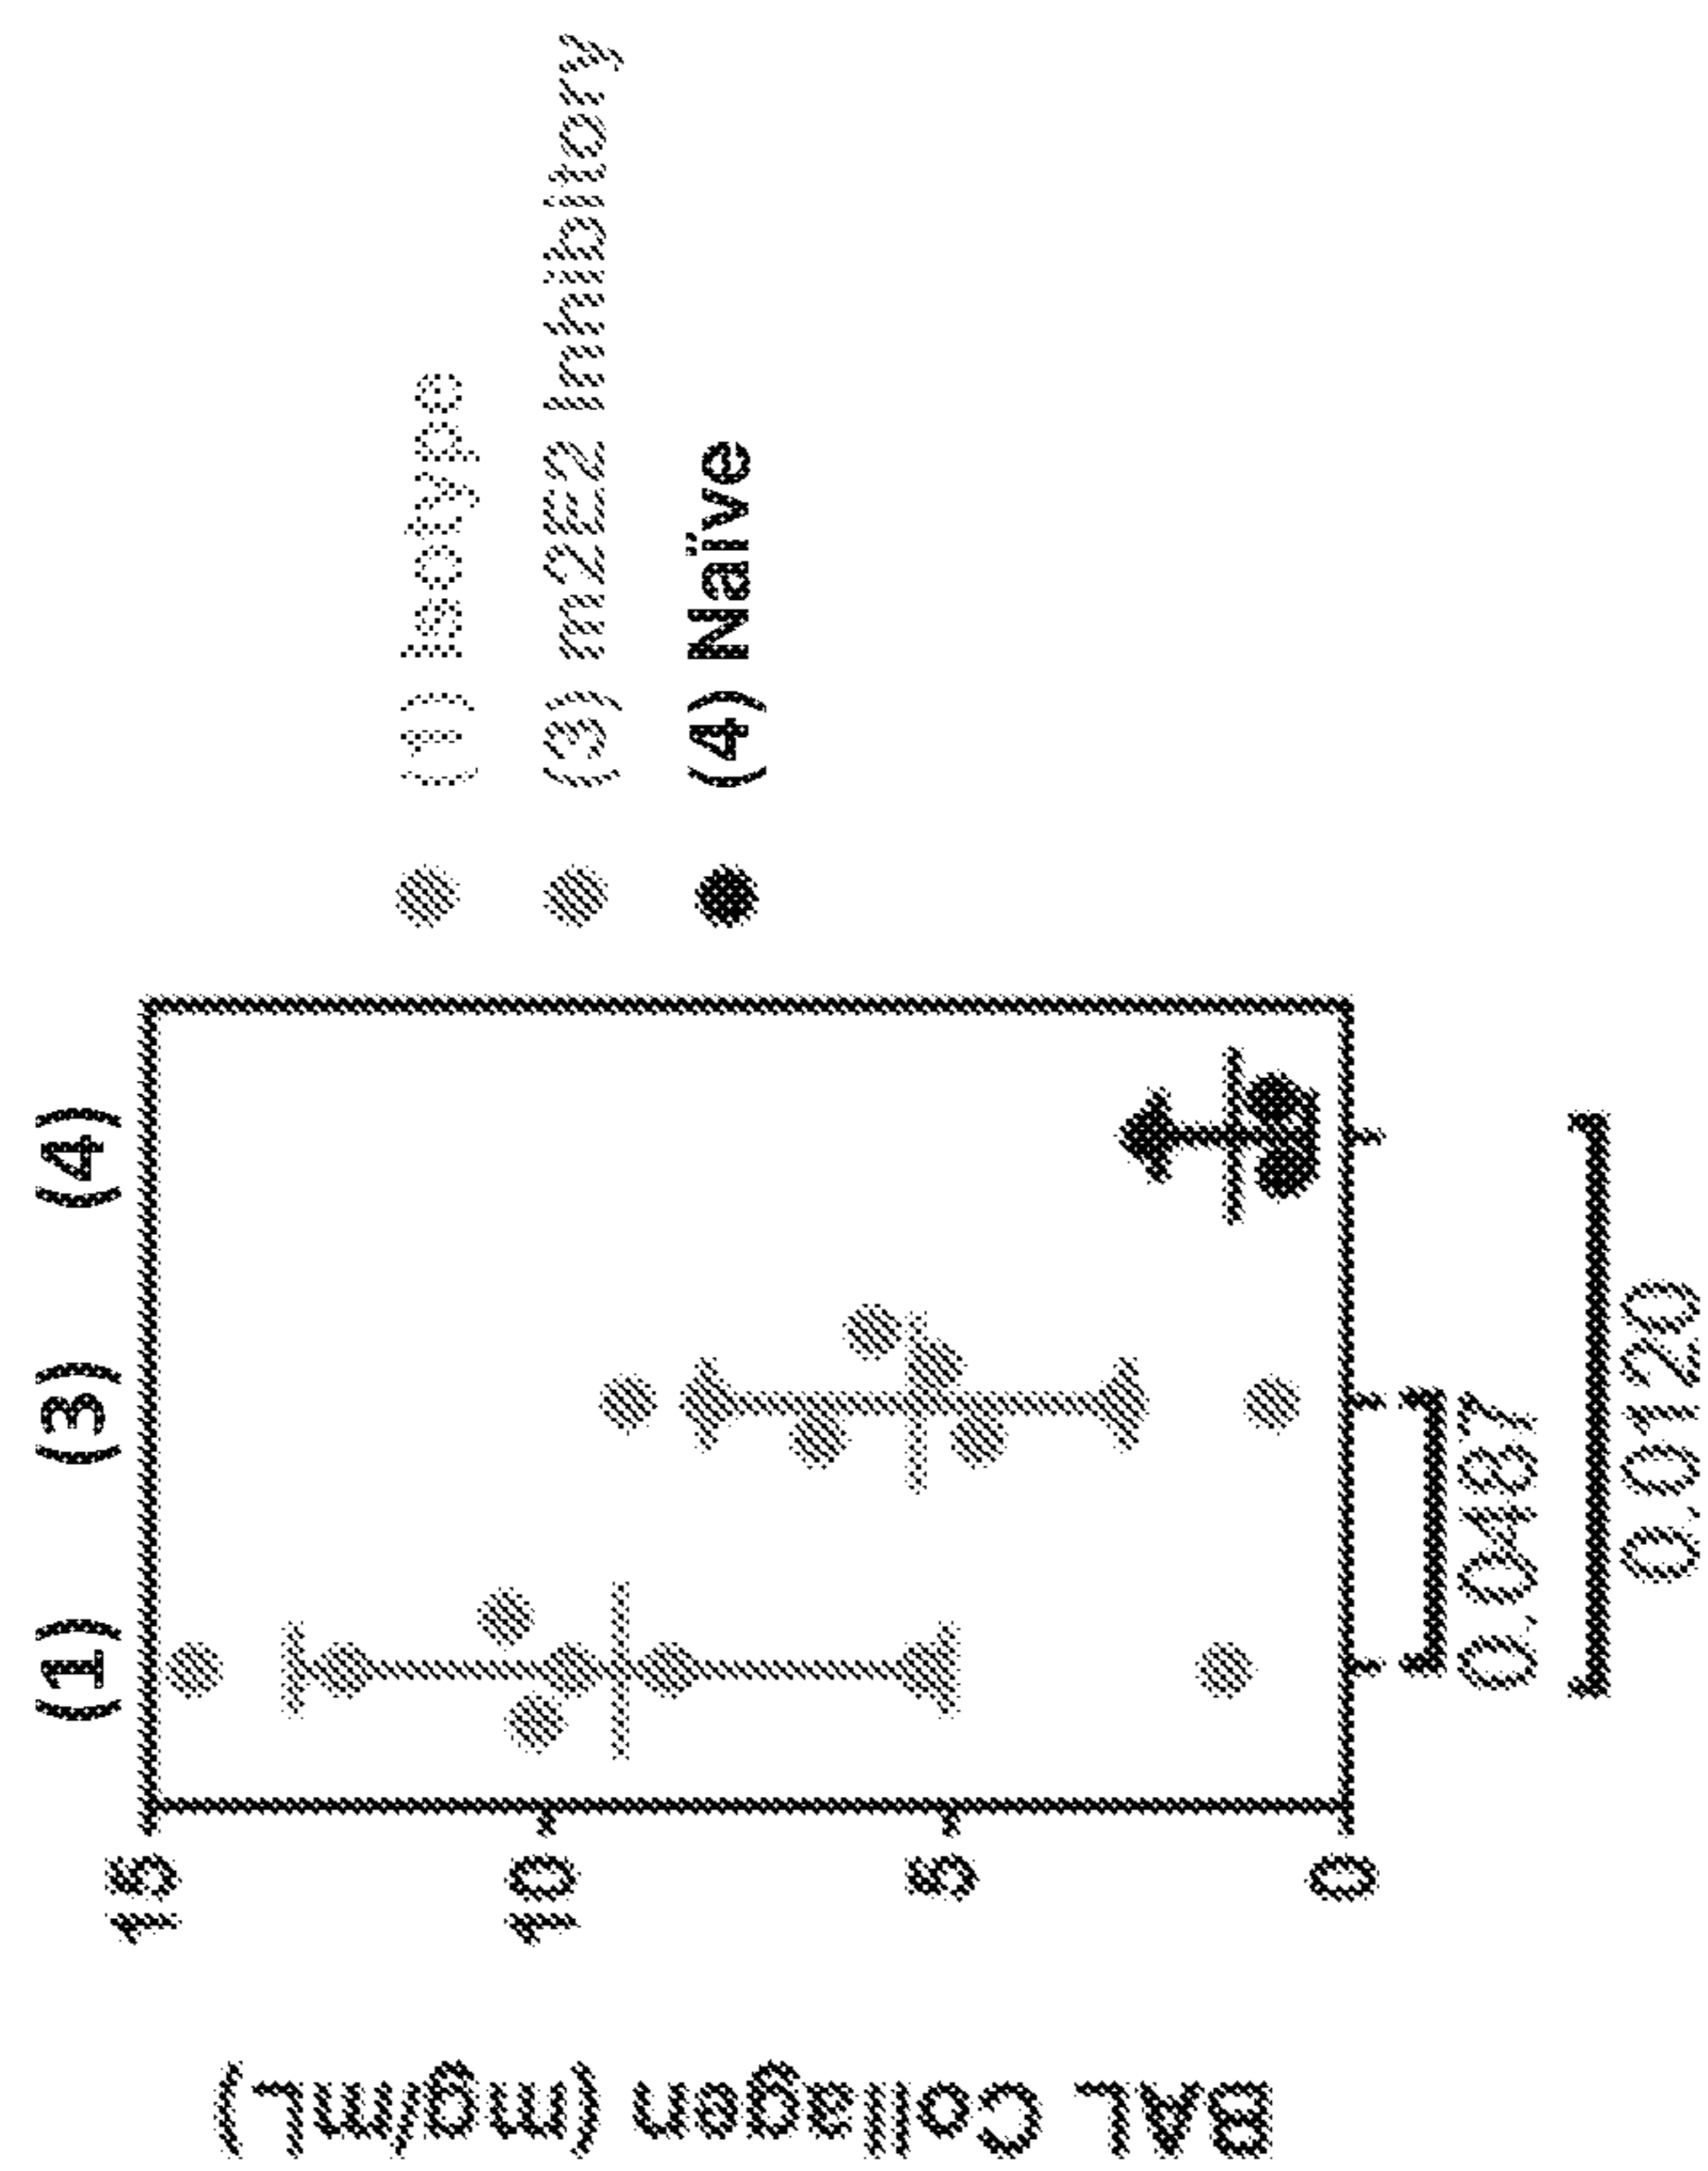 (1) (3) (4)
BAL Collagen (mg/mL)
15
10
5
0
(1) Isotype
(3) m2E2 Inhibitory
(4) Naïve
0.0487
0.0120